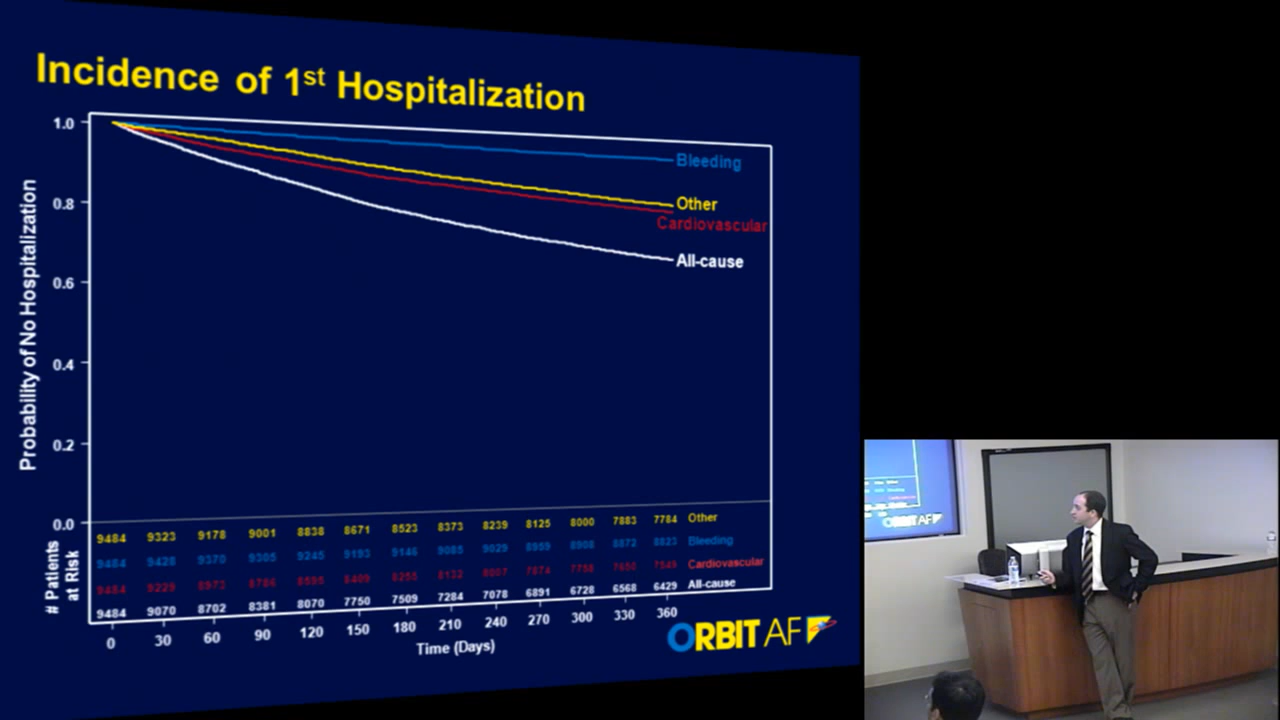 Incidence of 1st Hospitalization
Probability of No Hospitalization
1.0
0.8
0.6
0.4
0.2
0.0
Bleeding
Other
Cardiovascular
All-cause
# Patients
at Risk
9484 9323 9178 9001 8838 8671 8523 8373 8239 8125 8000 7883 7784 Other
9484 9428 9370 9305 9245 9193 9146 9085 9029 8959 8908 8872 8823 Bleeding
9484 9229 8973 8786 8595 8409 8255 8132 8007 7874 7758 7650 7549 Cardiovascular
9484 9070 8702 8381 8070 7750 7509 7284 7078 6891 6728 6568 6429 All-cause
0 30 60 90 120 150 180 210 240 270 300 330 360
Time (Days)
ORBIT AF
ORBIT AF